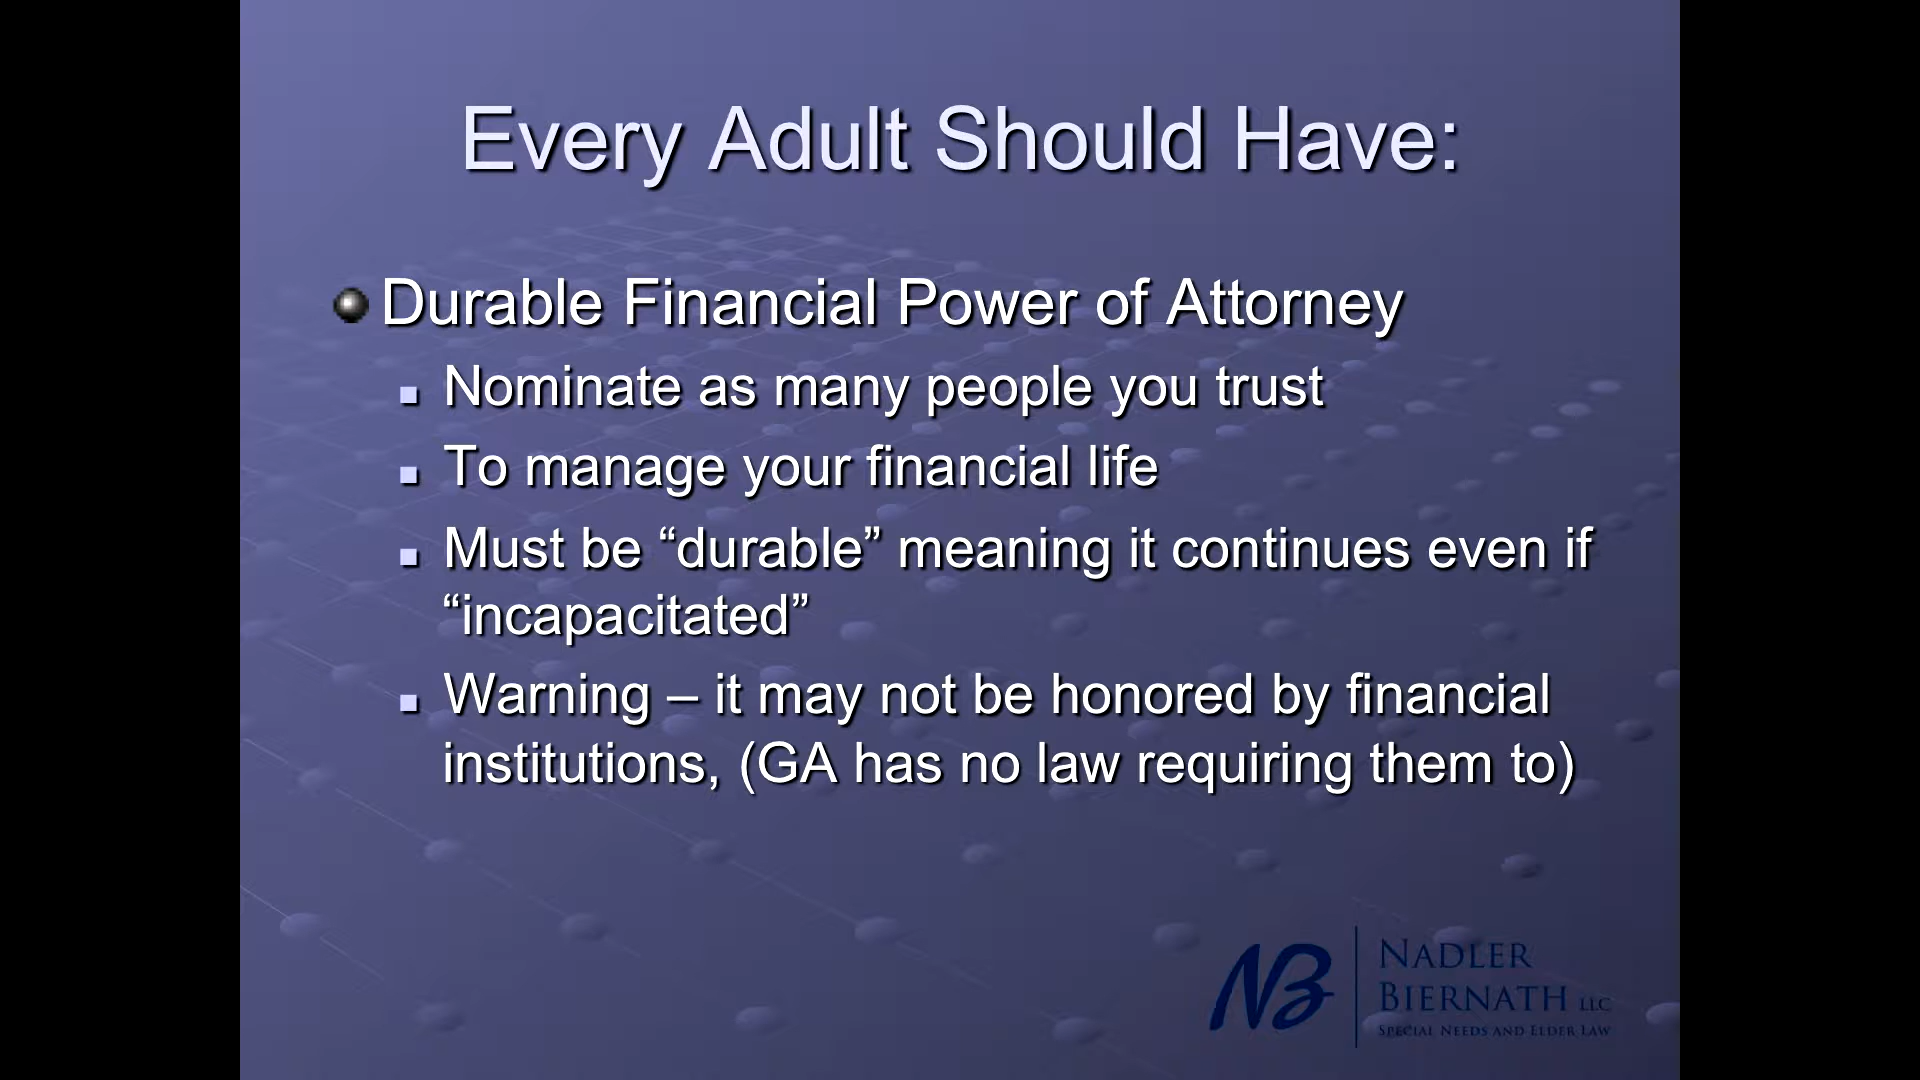 Every Adult Should Have:
Durable Financial Power of Attorney
Nominate as many people you trust
To manage your financial life
Must be “durable” meaning it continues even if
“incapacitated”
Warning – it may not be honored by financial
institutions, (GA has no law requiring them to)
NB
NADLER
BIERNATH LLC
SPECIAL NEEDS AND ELDER LAW